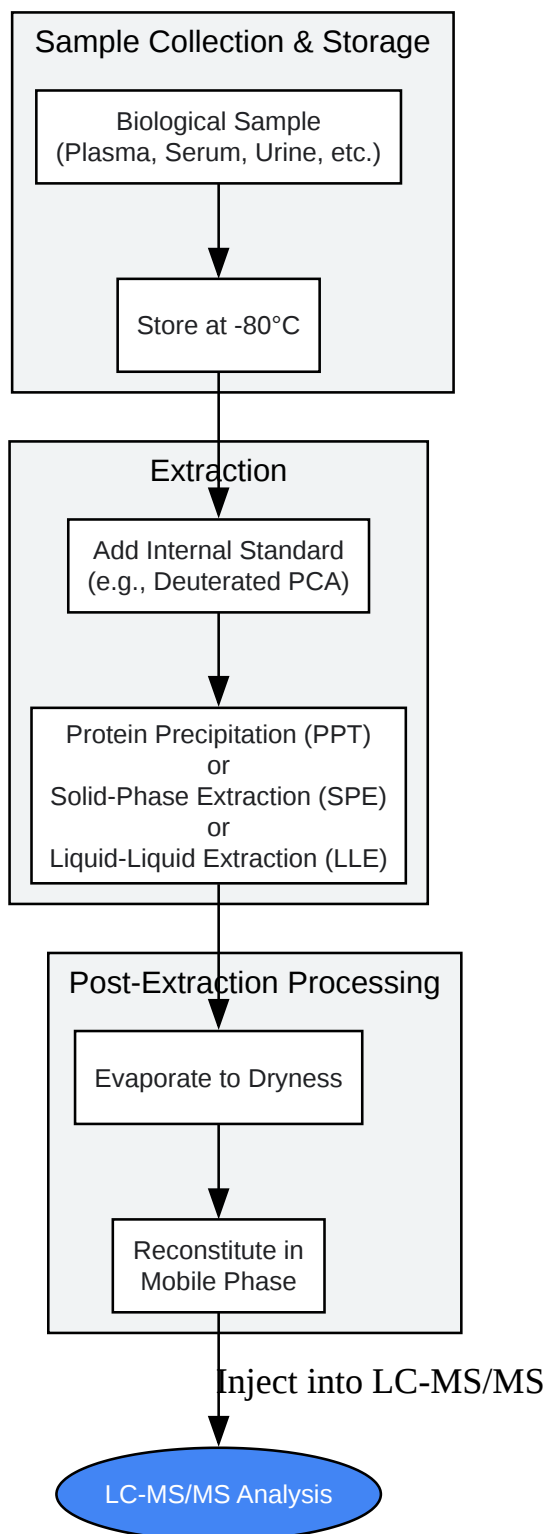 Sample Collection & Storage
Biological Sample
(Plasma, Serum, Urine, etc.)
Store at -80°C
Extraction
Add Internal Standard
(e.g., Deuterated PCA)
Protein Precipitation (PPT)
or
Solid-Phase Extraction (SPE)
or
Liquid-Liquid Extraction (LLE)
Post-Extraction Processing
Evaporate to Dryness
Reconstitute in
Mobile Phase
Inject into LC-MS/MS
LC-MS/MS Analysis